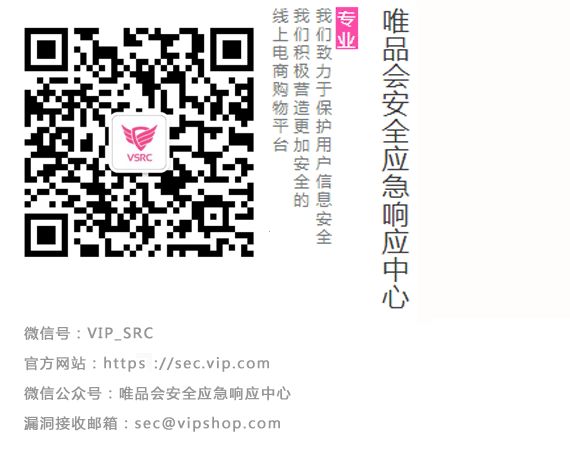 唯品会安全应急响应中心
专业
我们致力于保护用户信息安全
我们积极营造更加安全的
线上电商购物平台
VSRC
微信号：VIP_SRC
官方网站：https ://sec.vip.com
微信公众号：唯品会安全应急响应中心
漏洞接收邮箱：sec@vipshop.com